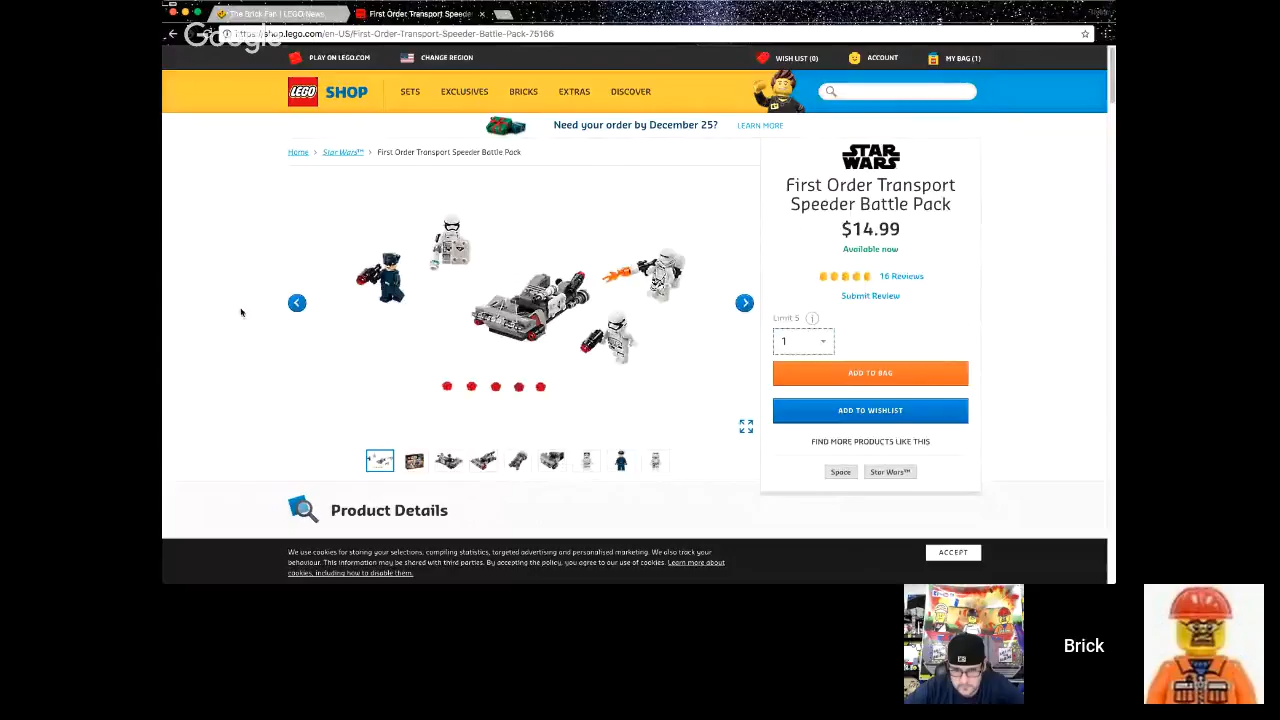 The Brick Fan | LEGO News
First Order Transport Speede
Google
https://shop.lego.com/en-US/First-Order-Transport-Speeder-Battle-Pack-75166
PLAY ON LEGO.COM
CHANGE REGION
WISH LIST (0)
ACCOUNT
MY BAG (1)
LEGO SHOP
SETS
EXCLUSIVES
BRICKS
EXTRAS
DISCOVER
Need your order by December 25?
LEARN MORE
Home > Star Wars™ > First Order Transport Speeder Battle Pack
STAR
WARS
First Order Transport
Speeder Battle Pack
$14.99
Available now
16 Reviews
Submit Review
Limit 5
1
ADD TO BAG
ADD TO WISHLIST
FIND MORE PRODUCTS LIKE THIS
Space
Star Wars™
Product Details
We use cookies for storing your selections, compiling statistics, targeted advertising and personalised marketing. We also track your
behaviour. This information may be shared with third parties. By accepting the policy, you agree to our use of cookies. Learn more about
cookies, including how to disable them.
ACCEPT
Brick